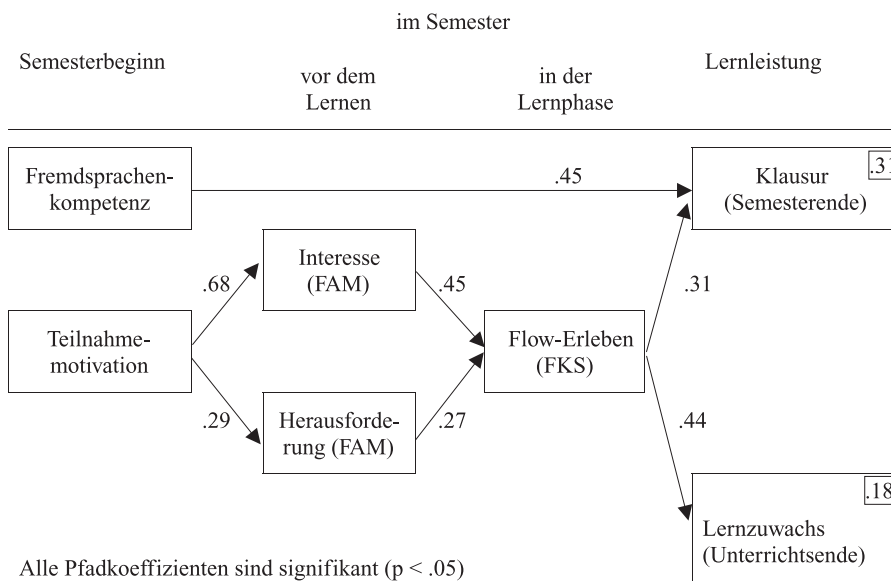 im Semester
Semesterbeginn
vor dem
Lernen
in der
Lernphase
Lernleistung
Fremdsprachen-
kompetenz
.45
Klausur
(Semesterende)
.31
Interesse
(FAM)
.68
.45
.31
Teilnahme-
motivation
Flow-Erleben
(FKS)
.29
Herausforde-
rung (FAM)
.27
.44
.18
Lernzuwachs
(Unterrichtsende)
Alle Pfadkoeffizienten sind signifikant (p < .05)